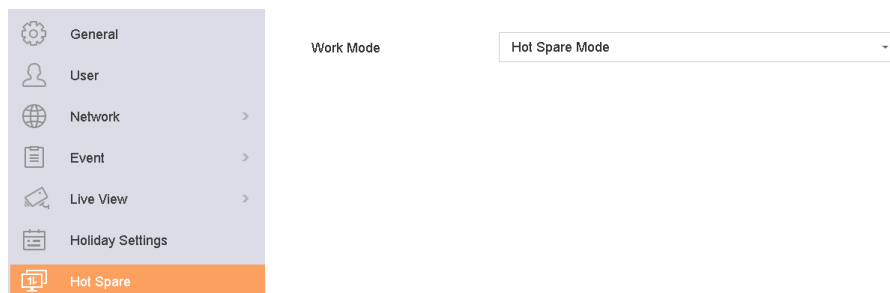 General
User
Network
Event
Live View
Holiday Settings
Hot Spare
Work Mode
Hot Spare Mode